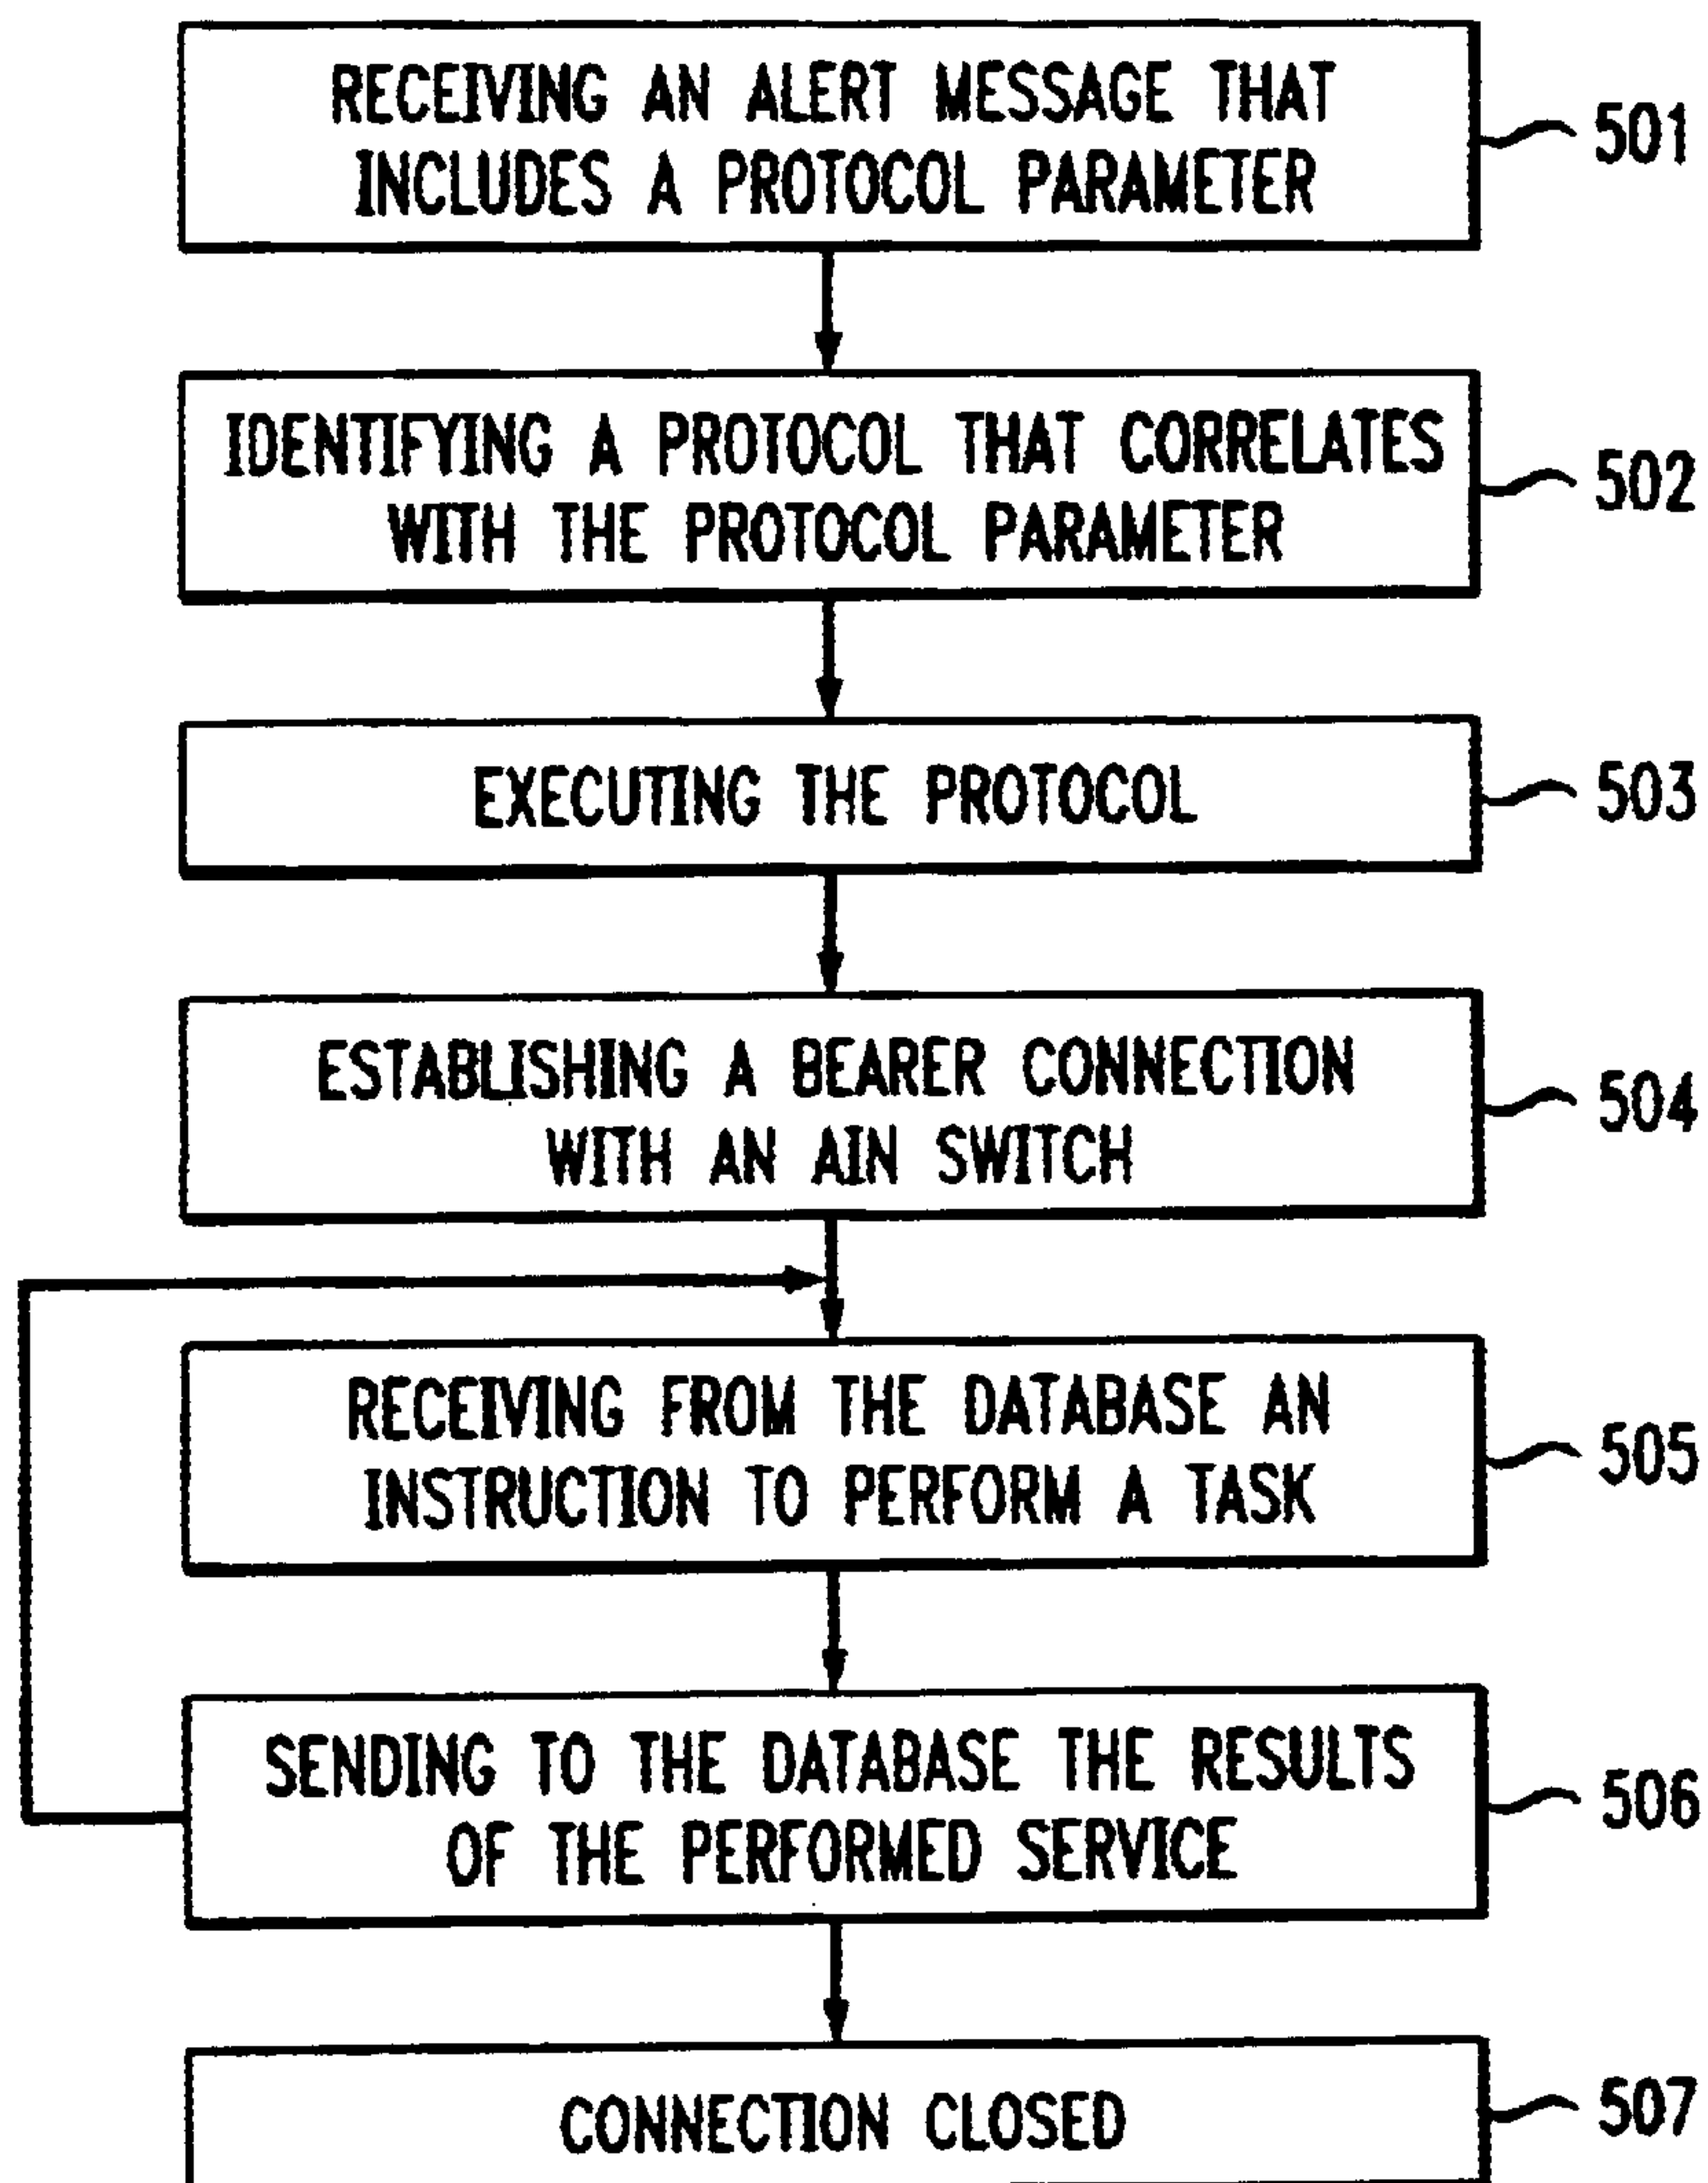 RECEIVING AN ALERT MESSAGE THAT
INCLUDES A PROTOCOL PARAMETER
501
IDENTIFYING A PROTOCOL THAT CORRELATES
WITH THE PROTOCOL PARAMETER
502
EXECUTING THE PROTOCOL
503
ESTABLISHING A BEARER CONNECTION
WITH AN AIN SWITCH
504
RECEIVING FROM THE DATABASE AN
INSTRUCTION TO PERFORM A TASK
505
SENDING TO THE DATABASE THE RESULTS
OF THE PERFORMED SERVICE
506
CONNECTION CLOSED
507